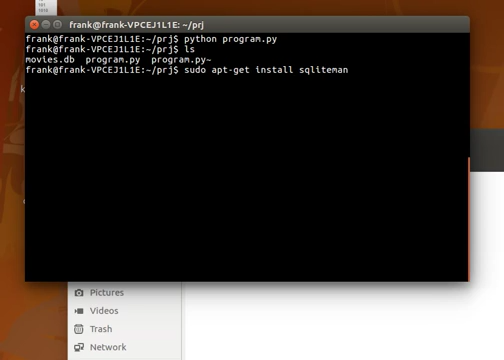 frank@frank-VPCEJ1L1E: ~/prj
frank@frank-VPCEJ1L1E:~/prj$ python program.py
frank@frank-VPCEJ1L1E:~/prj$ ls
movies.db  program.py  program.py~
frank@frank-VPCEJ1L1E:~/prj$ sudo apt-get install sqliteman
Pictures
Videos
Trash
Network